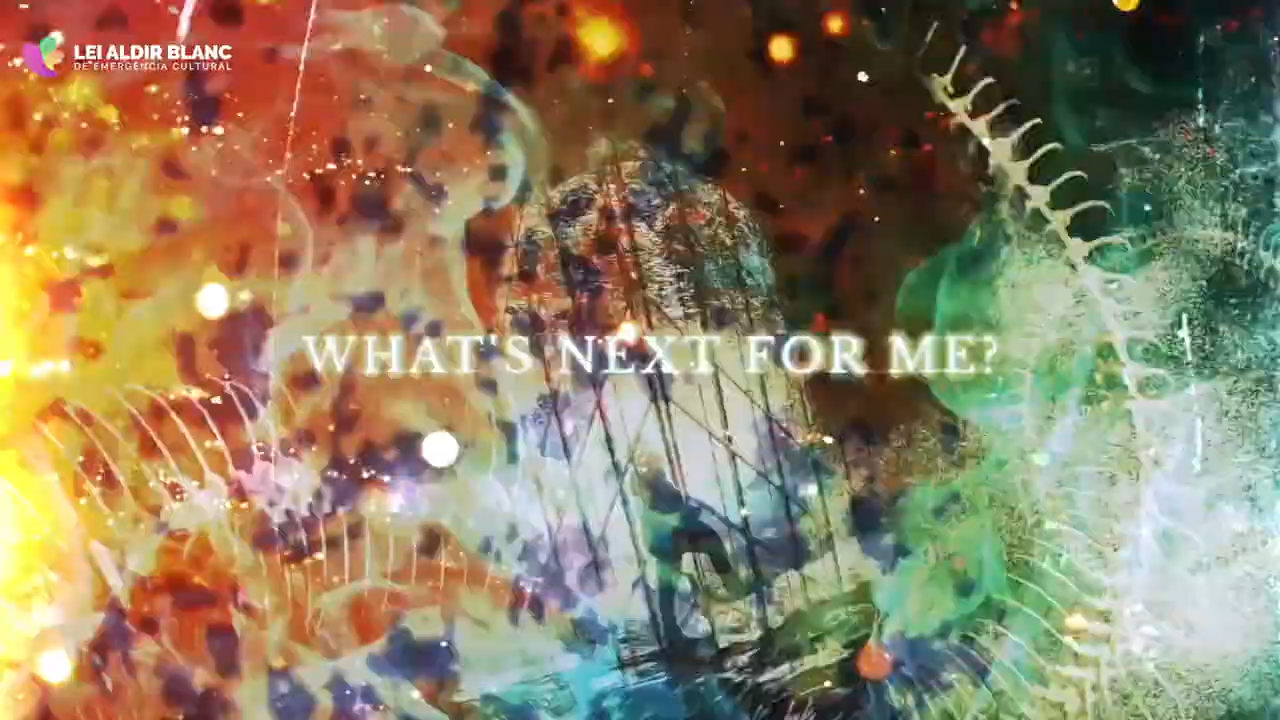 LEI ALDIR BLANC
DE EMERGÊNCIA CULTURAL
WHAT'S NEXT FOR ME?